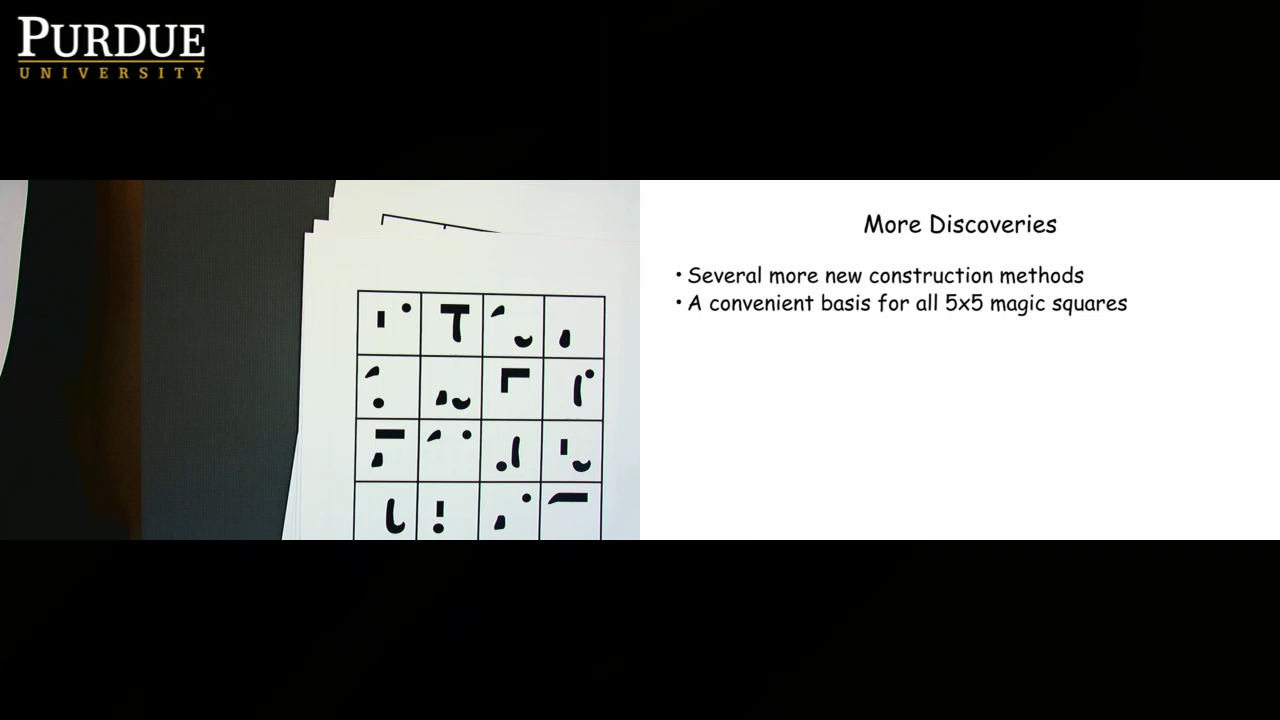 PURDUE
UNIVERSITY
More Discoveries
• Several more new construction methods
• A convenient basis for all 5x5 magic squares